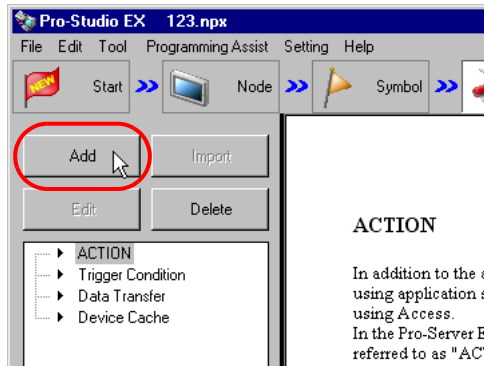 Pro-Studio EX 123.npx
File Edit Tool Programming Assist Setting Help
NEW Start Node Symbol
Add Import
Edit Delete
ACTION
Trigger Condition
Data Transfer
Device Cache
ACTION
In addition to the a
using application s
using Access.
In the Pro-Server E
referred to as "AC